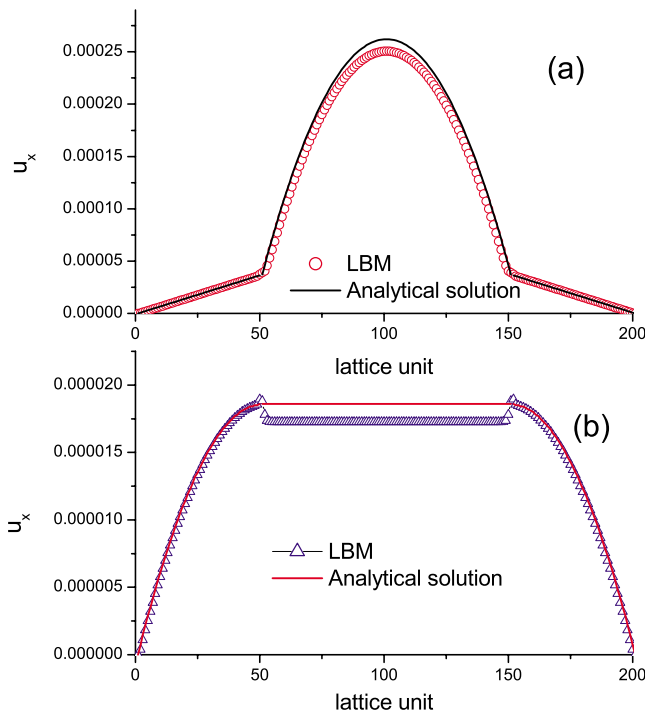 0.00025
0.00020
0.00015
0.00010
0.00005
0.00000
u_x
(a)
LBM
Analytical solution
0 50 100 150 200
lattice unit
0.000020
0.000015
0.000010
0.000005
0.000000
u_x
(b)
LBM
Analytical solution
0 50 100 150 200
lattice unit